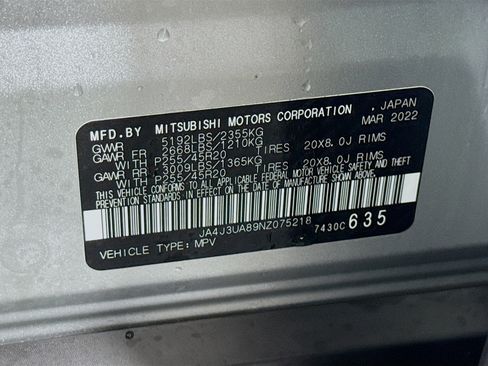 MFD.BY MITSUBISHI MOTORS CORPORATION , JAPAN
GVWR 5192LBS/2355KG MAR 2022
GAWR FR 2668LBS/1210KG
WITH P255/45R20 TIRES 20X8.0J RIMS
GAWR RR 3009LBS/1365KG
WITH P255/45R20 TIRES 20X8.0J RIMS
THIS VEHICLE CONFORMS TO ALL APPLICABLE FEDERAL MOTOR VEHICLE SAFETY, BUMPER AND THEFT
PREVENTION STANDARDS IN EFFECT ON THE DATE OF MANUFACTURE SHOWN ABOVE.
JA4J3UA89NZ075218 7430C 635
VEHICLE TYPE: MPV